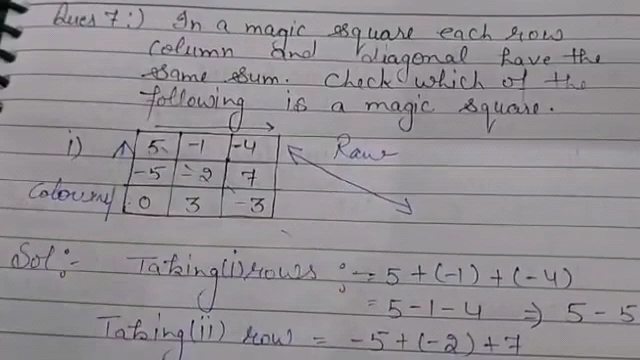 Ques 7:) In a magic square each row
column and diagonal have the
same sum. Check which of the
following is a magic square.
i) 5 -1 -4 Raw
-5 -2 7
Coloumn 0 3 -3
Sol:- Taking(i) rows := 5 + (-1) + (-4)
= 5 - 1 - 4 ⇒ 5 - 5
Taking (ii) row = -5 + (-2) + 7